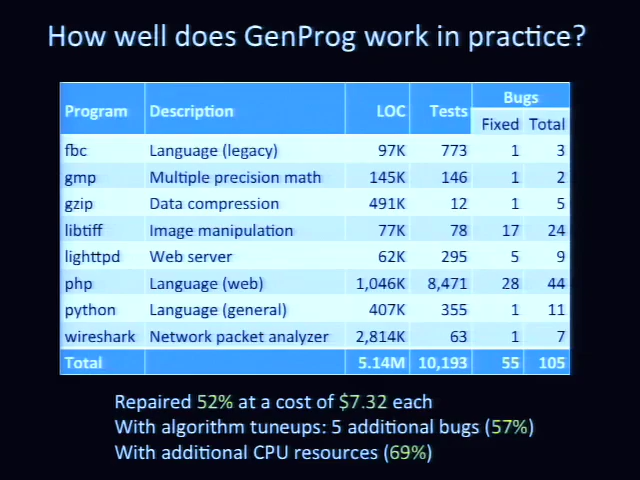 How well does GenProg work in practice?
Program Description LOC Tests Bugs
Fixed Total
fbc Language (legacy) 97K 773 1 3
gmp Multiple precision math 145K 146 1 2
gzip Data compression 491K 12 1 5
libtiff Image manipulation 77K 78 17 24
lighttpd Web server 62K 295 5 9
php Language (web) 1,046K 8,471 28 44
python Language (general) 407K 355 1 11
wireshark Network packet analyzer 2,814K 63 1 7
Total 5.14M 10,193 55 105
Repaired 52% at a cost of $7.32 each
With algorithm tuneups: 5 additional bugs (57%)
With additional CPU resources (69%)